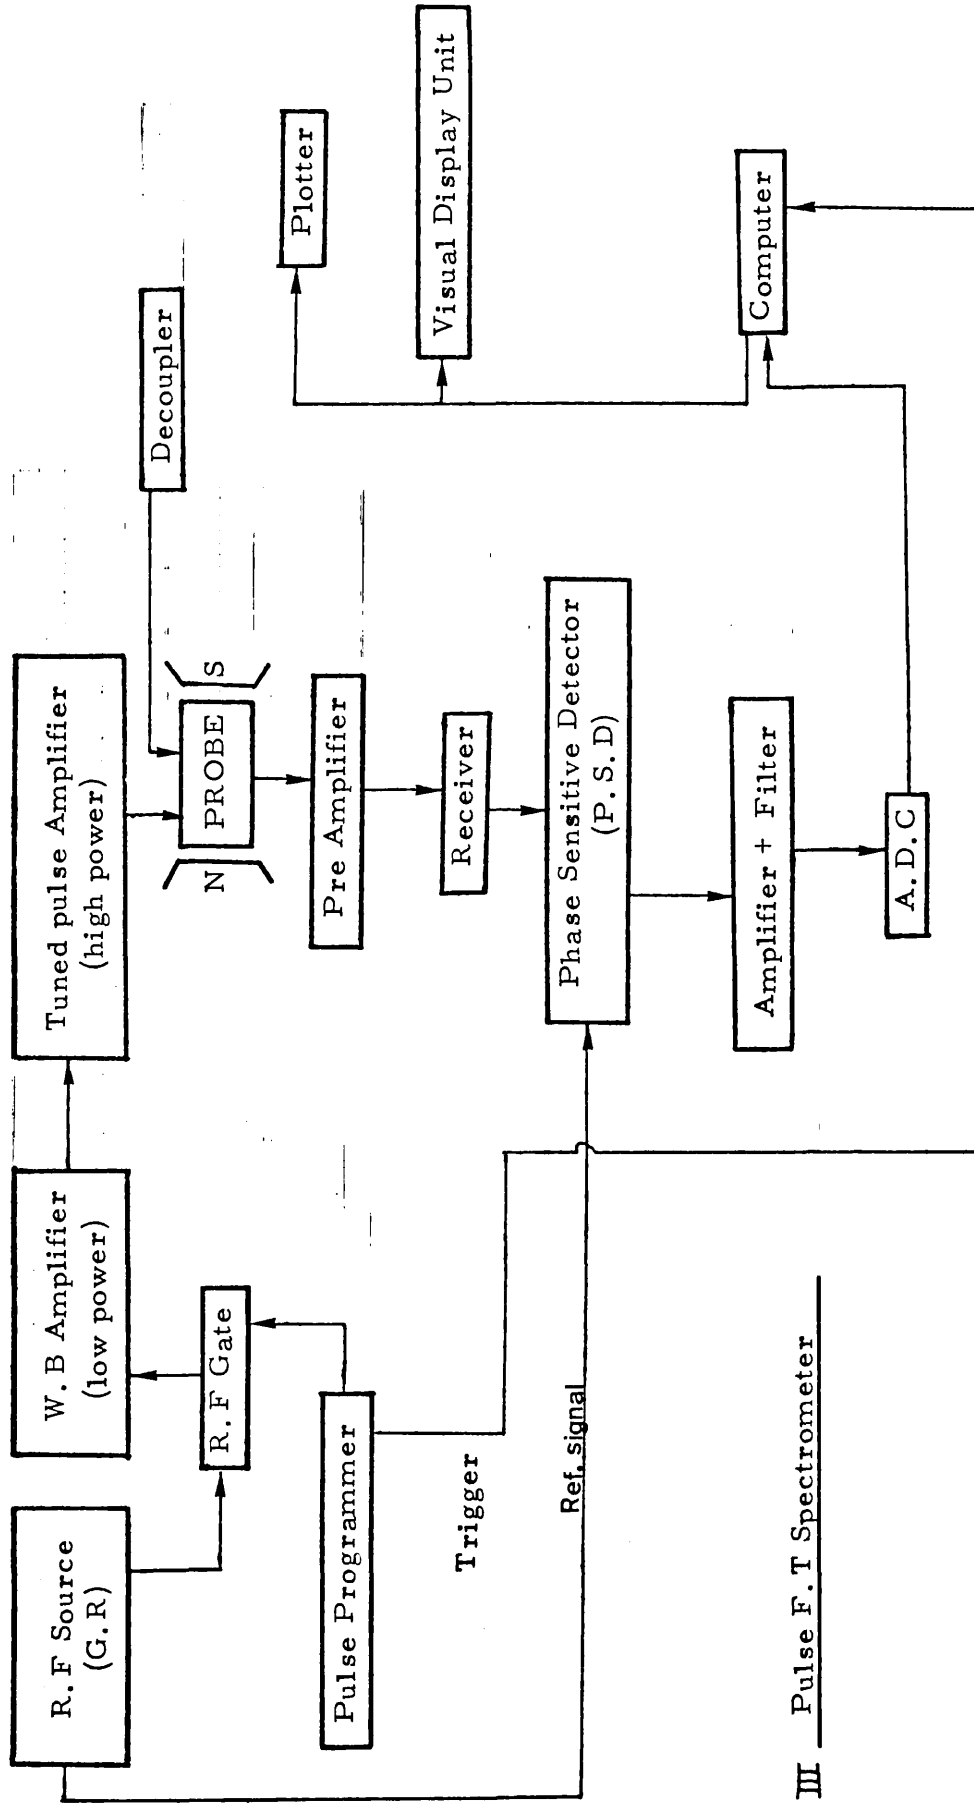 R. F Source
(G. R)
W. B Amplifier
(low power)
Tuned pulse Amplifier
(high power)
R. F Gate
Decoupler
N
PROBE
S
Pulse Programmer
Pre Amplifier
Plotter
Trigger
Receiver
Visual Display Unit
Ref. signal
Phase Sensitive Detector
(P. S. D)
Amplifier + Filter
Computer
A. D. C
III Pulse F. T Spectrometer